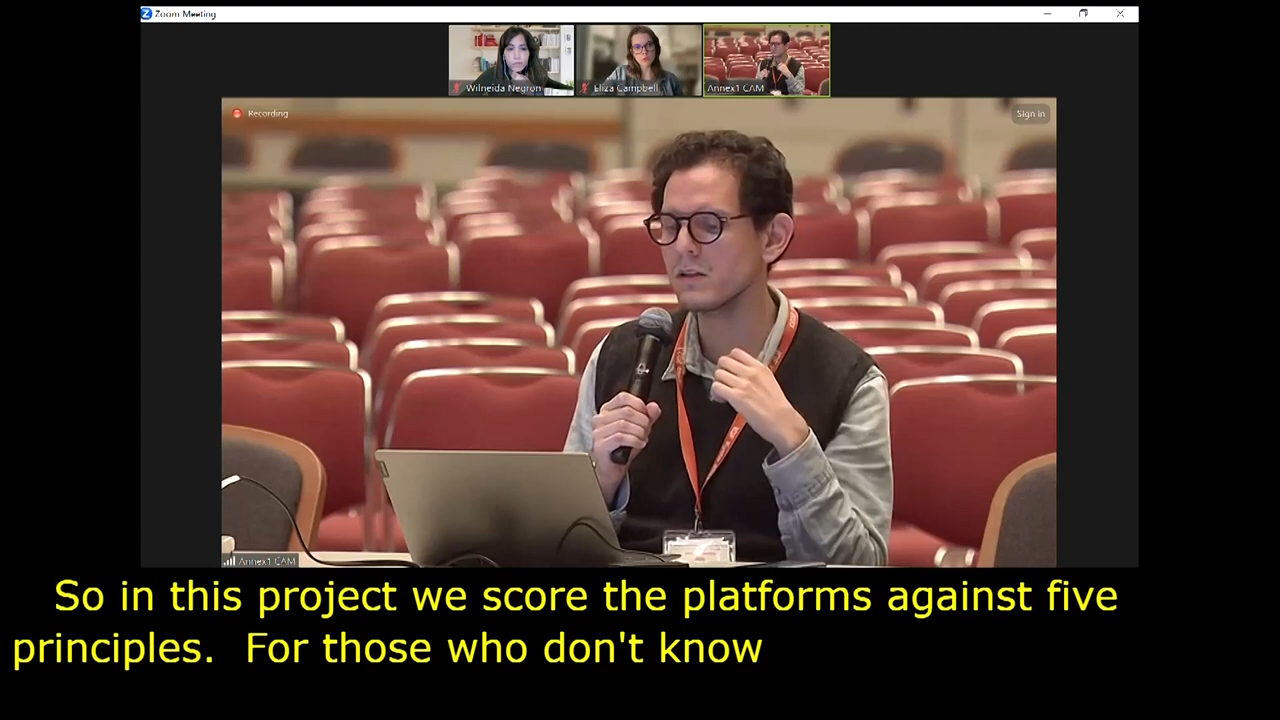 Zoom Meeting
Wilneida Negron
Eliza Campbell
Annex1 CAM
Recording
Sign in
Annex1 CAM
So in this project we score the platforms against five
principles.  For those who don't know